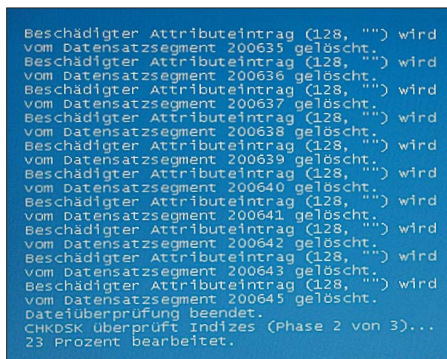 Beschädigter Attributeintrag (128, "") wird
vom Datensatzsegment 200635 gelöscht.
Beschädigter Attributeintrag (128, "") wird
vom Datensatzsegment 200636 gelöscht.
Beschädigter Attributeintrag (128, "") wird
vom Datensatzsegment 200637 gelöscht.
Beschädigter Attributeintrag (128, "") wird
vom Datensatzsegment 200638 gelöscht.
Beschädigter Attributeintrag (128, "") wird
vom Datensatzsegment 200639 gelöscht.
Beschädigter Attributeintrag (128, "") wird
vom Datensatzsegment 200640 gelöscht.
Beschädigter Attributeintrag (128, "") wird
vom Datensatzsegment 200641 gelöscht.
Beschädigter Attributeintrag (128, "") wird
vom Datensatzsegment 200642 gelöscht.
Beschädigter Attributeintrag (128, "") wird
vom Datensatzsegment 200643 gelöscht.
Beschädigter Attributeintrag (128, "") wird
vom Datensatzsegment 200645 gelöscht.
Dateiüberprüfung beendet.
CHKDSK überprüft Indizes (Phase 2 von 3)...
23 Prozent bearbeitet.